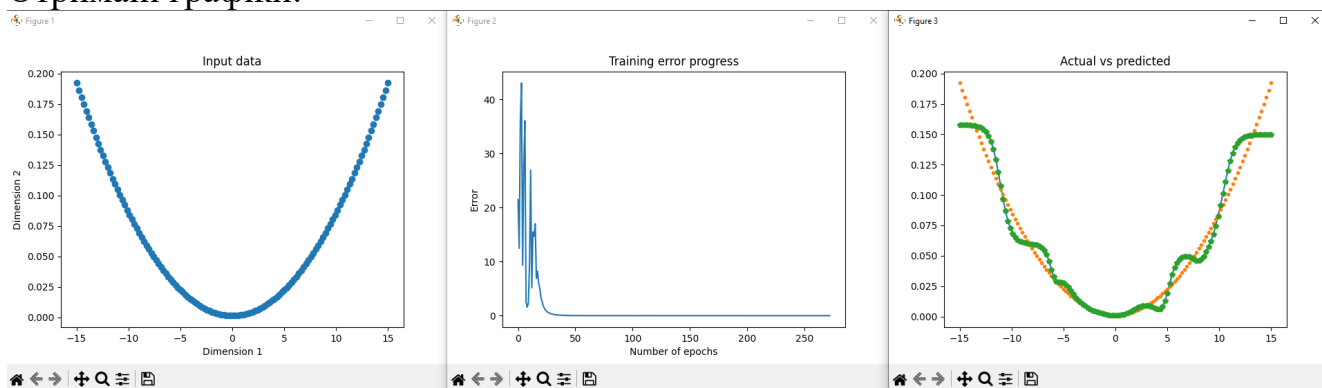 Отримані графіки:
Figure 1
Input data
0.200
0.175
0.150
0.125
0.100
0.075
0.050
0.025
0.000
Dimension 2
−15 −10 −5 0 5 10 15
Dimension 1
Figure 2
Training error progress
40
30
20
10
0
Error
0 50 100 150 200 250
Number of epochs
Figure 3
Actual vs predicted
0.200
0.175
0.150
0.125
0.100
0.075
0.050
0.025
0.000
−15 −10 −5 0 5 10 15